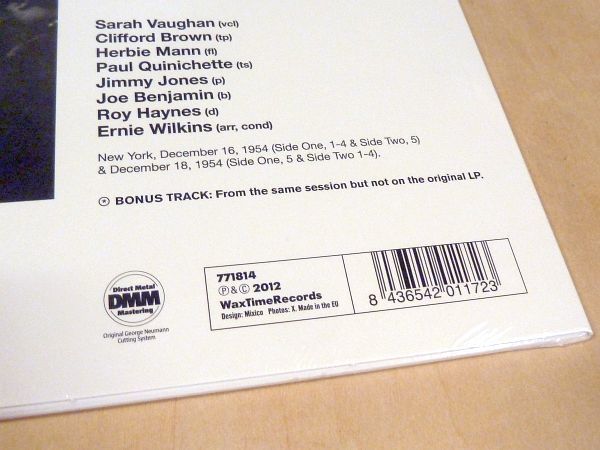 Sarah Vaughan (vcl)
Clifford Brown (tp)
Herbie Mann (fl)
Paul Quinichette (ts)
Jimmy Jones (p)
Joe Benjamin (b)
Roy Haynes (d)
Ernie Wilkins (arr, cond)
New York, December 16, 1954 (Side One, 1-4 & Side Two, 5)
& December 18, 1954 (Side One, 5 & Side Two 1-4).
⊛ BONUS TRACK: From the same session but not on the original LP.
Direct Metal
DMM
Mastering
Original George Neumann
Cutting System
771814
℗ & © 2012
WaxTimeRecords
Design: Mixico Photos: X. Made in the EU
8 436542 011723